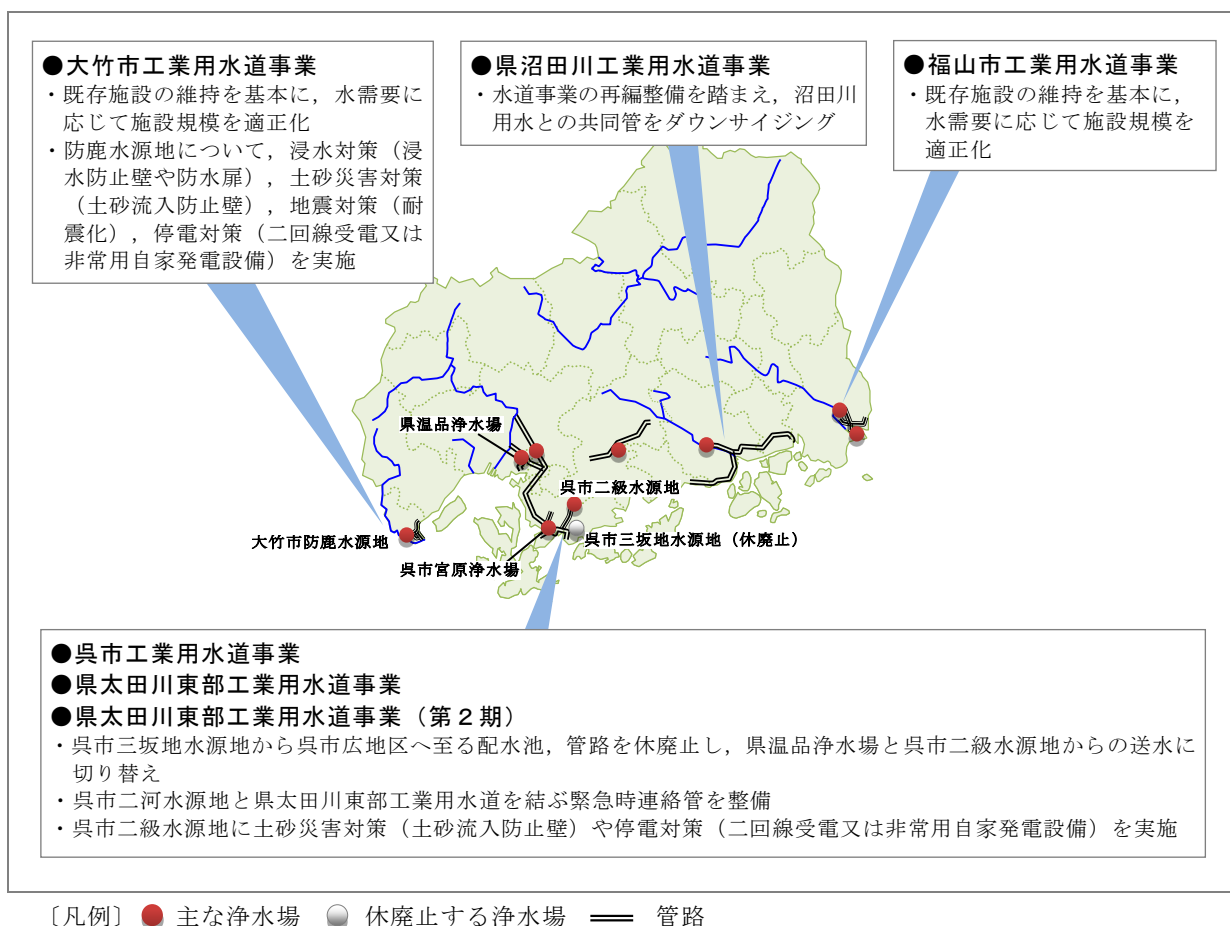 ●大竹市工業用水道事業
・既存施設の維持を基本に，水需要に
応じて施設規模を適正化
・防鹿水源地について，浸水対策（浸
水防止壁や防水扉），土砂災害対策
（土砂流入防止壁），地震対策（耐
震化），停電対策（二回線受電又は
非常用自家発電設備）を実施
●県沼田川工業用水道事業
・水道事業の再編整備を踏まえ，沼田川
用水との共同管をダウンサイジング
●福山市工業用水道事業
・既存施設の維持を基本に，
水需要に応じて施設規模を
適正化
県温品浄水場
呉市二級水源地
大竹市防鹿水源地
呉市三坂地水源地（休廃止）
呉市宮原浄水場
●呉市工業用水道事業
●県太田川東部工業用水道事業
●県太田川東部工業用水道事業（第２期）
・呉市三坂地水源地から呉市広地区へ至る配水池，管路を休廃止し，県温品浄水場と呉市二級水源地からの送水に
切り替え
・呉市二河水源地と県太田川東部工業用水道を結ぶ緊急時連絡管を整備
・呉市二級水源地に土砂災害対策（土砂流入防止壁）や停電対策（二回線受電又は非常用自家発電設備）を実施
〔凡例〕 主な浄水場 休廃止する浄水場 管路